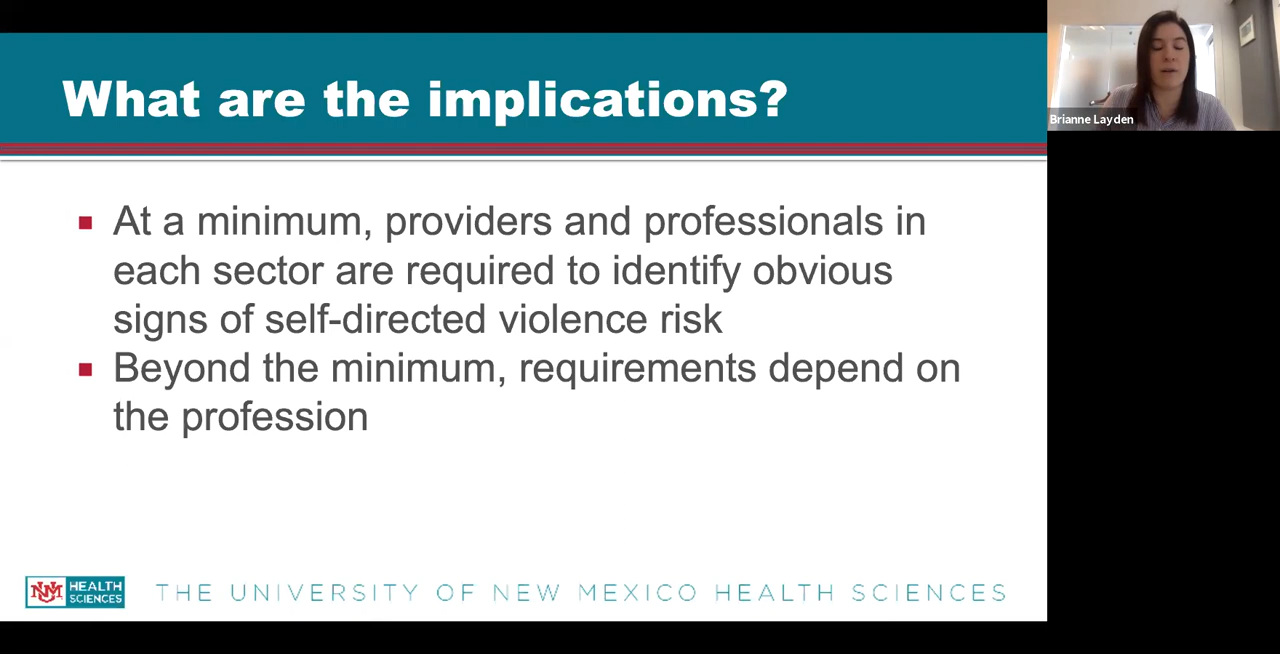 What are the implications?
Brianne Layden
At a minimum, providers and professionals in
each sector are required to identify obvious
signs of self-directed violence risk
Beyond the minimum, requirements depend on
the profession
NM HEALTH
SCIENCES
THE UNIVERSITY OF NEW MEXICO HEALTH SCIENCES